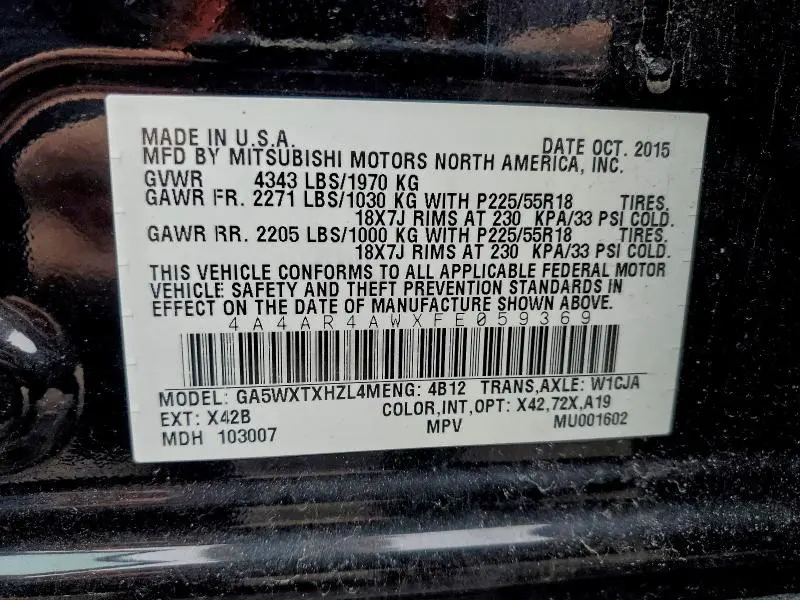 MADE IN U.S.A. DATE OCT. 2015
MFD BY MITSUBISHI MOTORS NORTH AMERICA, INC.
GVWR 4343 LBS/1970 KG
GAWR FR. 2271 LBS/1030 KG WITH P225/55R18 TIRES.
18X7J RIMS AT 230 KPA/33 PSI COLD.
GAWR RR. 2205 LBS/1000 KG WITH P225/55R18 TIRES.
18X7J RIMS AT 230 KPA/33 PSI COLD.
THIS VEHICLE CONFORMS TO ALL APPLICABLE FEDERAL MOTOR
VEHICLE SAFETY AND THEFT PREVENTION STANDARDS IN
EFFECT ON THE DATE OF MANUFACTURE SHOWN ABOVE.
4A4AR4AWXFE059369
MODEL: GA5WXTXHZL4MENG: 4B12 TRANS,AXLE: W1CJA
EXT: X42B COLOR,INT,OPT: X42,72X,A19
MDH 103007 MPV MU001602